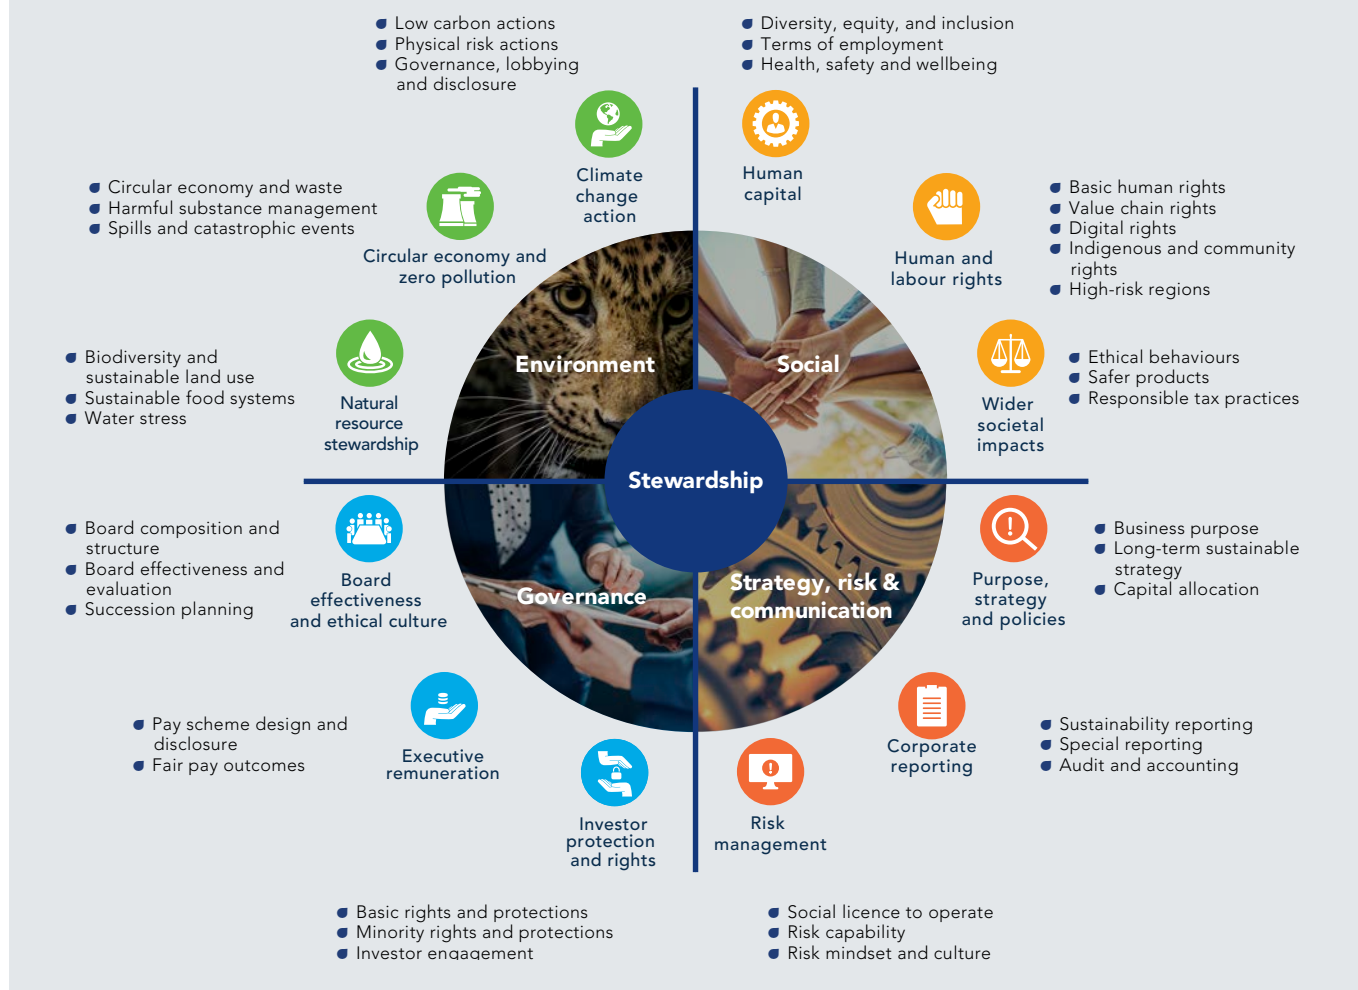 Low carbon actions
Physical risk actions
Governance, lobbying
and disclosure
Climate
change
action
Diversity, equity, and inclusion
Terms of employment
Health, safety and wellbeing
Human
capital
Circular economy and waste
Harmful substance management
Spills and catastrophic events
Circular economy and
zero pollution
Basic human rights
Value chain rights
Digital rights
Indigenous and community
rights
High-risk regions
Human and
labour rights
Biodiversity and
sustainable land use
Sustainable food systems
Water stress
Natural
resource
stewardship
Environment
Social
Wider
societal
impacts
Ethical behaviours
Safer products
Responsible tax practices
Stewardship
Board composition and
structure
Board effectiveness and
evaluation
Succession planning
Board
effectiveness
and ethical culture
Governance
Strategy, risk &
communication
Purpose,
strategy
and policies
Business purpose
Long-term sustainable
strategy
Capital allocation
Pay scheme design and
disclosure
Fair pay outcomes
Executive
remuneration
Corporate
reporting
Sustainability reporting
Special reporting
Audit and accounting
Investor
protection
and rights
Risk
management
Basic rights and protections
Minority rights and protections
Investor engagement
Social licence to operate
Risk capability
Risk mindset and culture